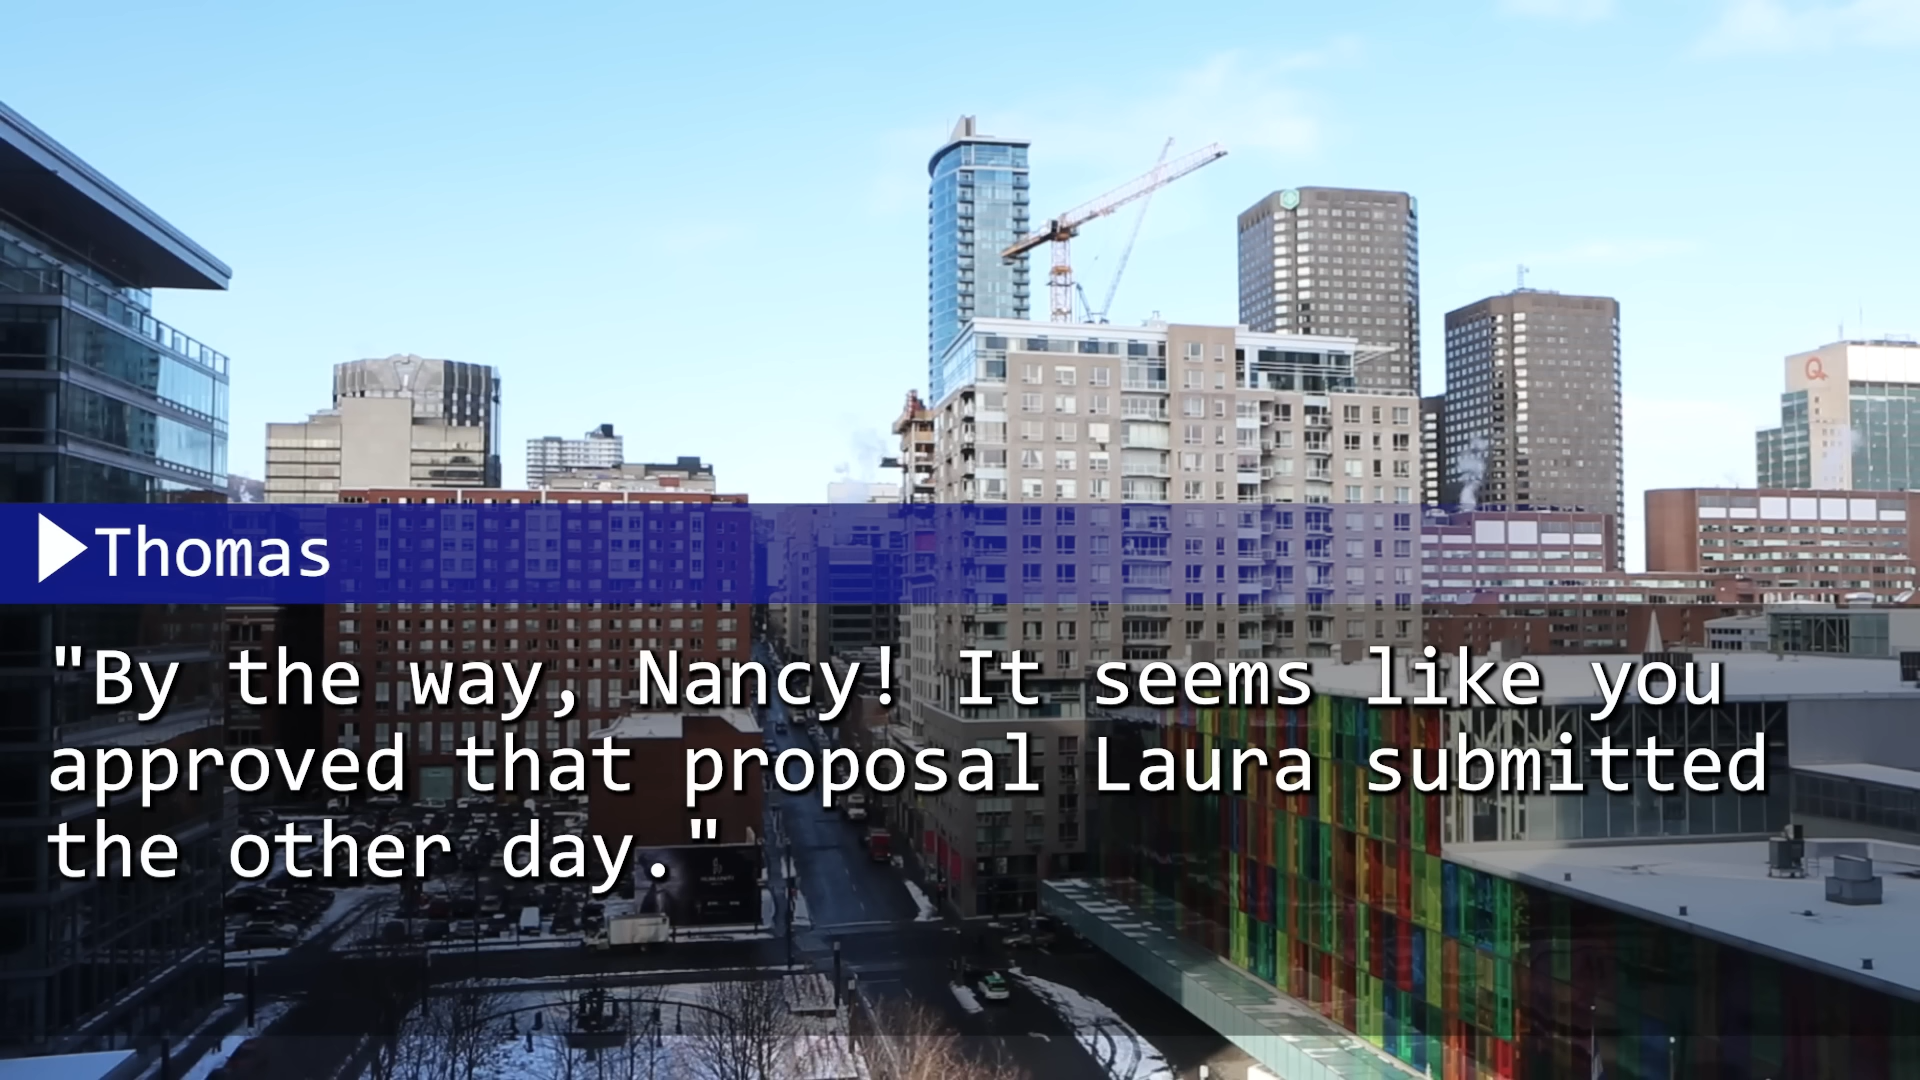 Thomas
"By the way, Nancy! It seems like you
approved that proposal Laura submitted
the other day."